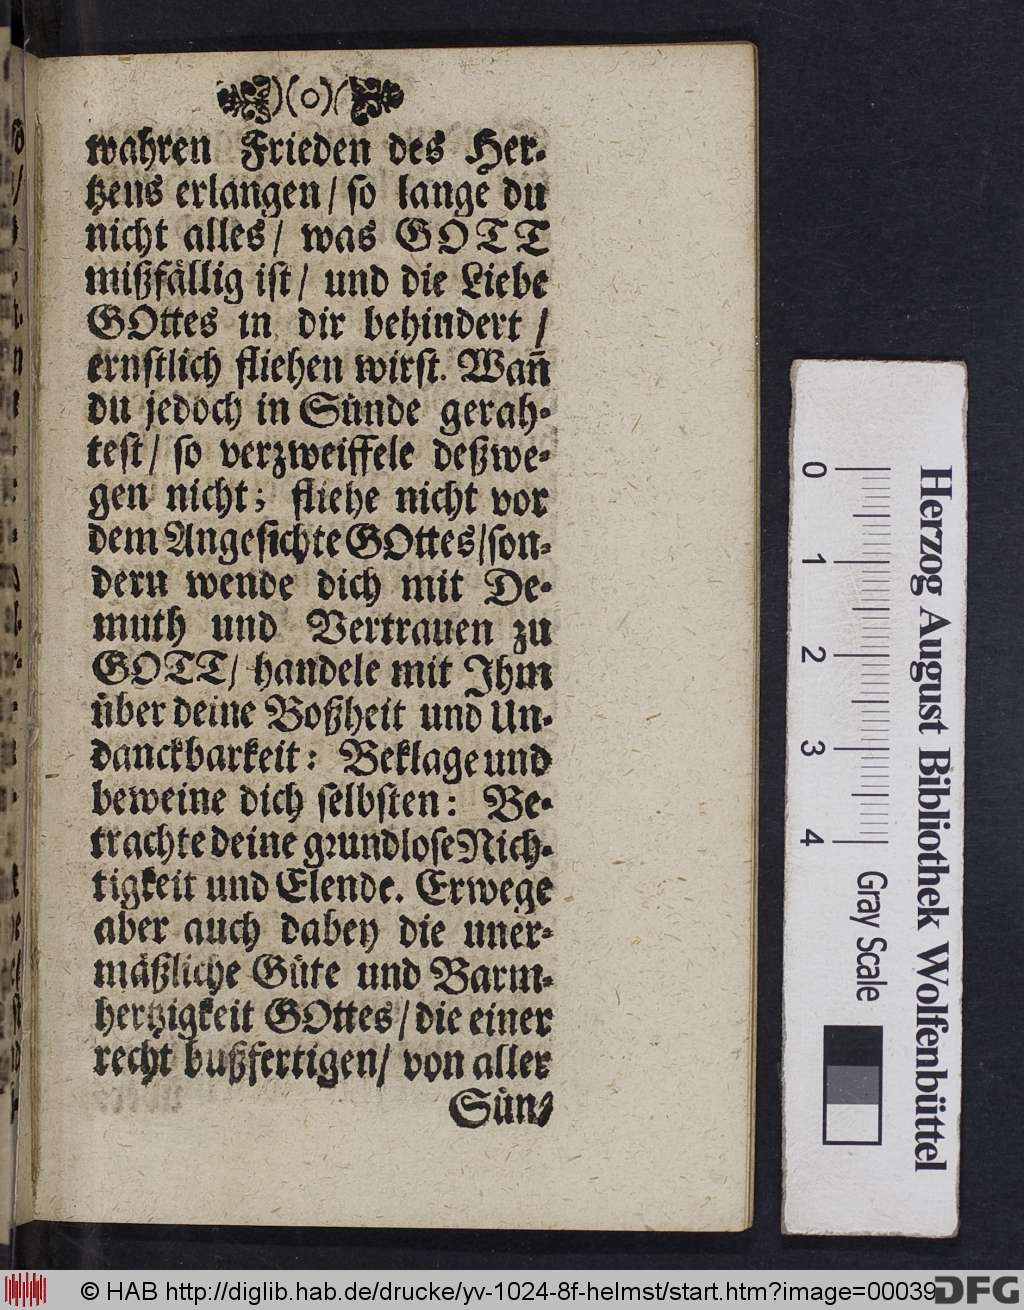 )(o)(
wahren Frieden des Her-
tzens erlangen / so lange du
nicht alles / was GOTT
mißfällig ist / und die Liebe
GOttes in dir behindert /
ernstlich fliehen wirst. Wañ
du jedoch in Sünde gerah-
test / so verzweiffele deßwe-
gen nicht; fliehe nicht vor
dem Angesichte GOttes / son-
dern wende dich mit De-
muth und Vertrauen zu
GOTT / handele mit Ihm
über deine Boßheit und Un-
danckbarkeit: Beklage und
beweine dich selbsten: Be-
trachte deine grundlose Nich-
tigkeit und Elende. Erwege
aber auch dabey die uner-
mäßliche Güte und Barm-
hertzigkeit GOttes / die einer
recht bußfertigen / von aller
Sün-
Herzog August Bibliothek Wolfenbüttel
0 1 2 3 4 Gray Scale
© HAB http://diglib.hab.de/drucke/yv-1024-8f-helmst/start.htm?image=00039
DFG